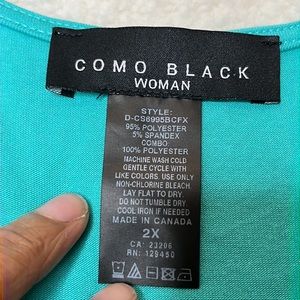 COMO BLACK
WOMAN
STYLE:
D-CS6995BCFX
95% POLYESTER
5% SPANDEX
COMBO
100% POLYESTER
MACHINE WASH COLD
GENTLE CYCLE WITH
LIKE COLORS. USE ONLY
NON-CHLORINE BLEACH.
LAY FLAT TO DRY
DO NOT TUMBLE DRY
COOL IRON IF NEEDED
MADE IN CANADA
2X
CA: 23206
RN: 129450